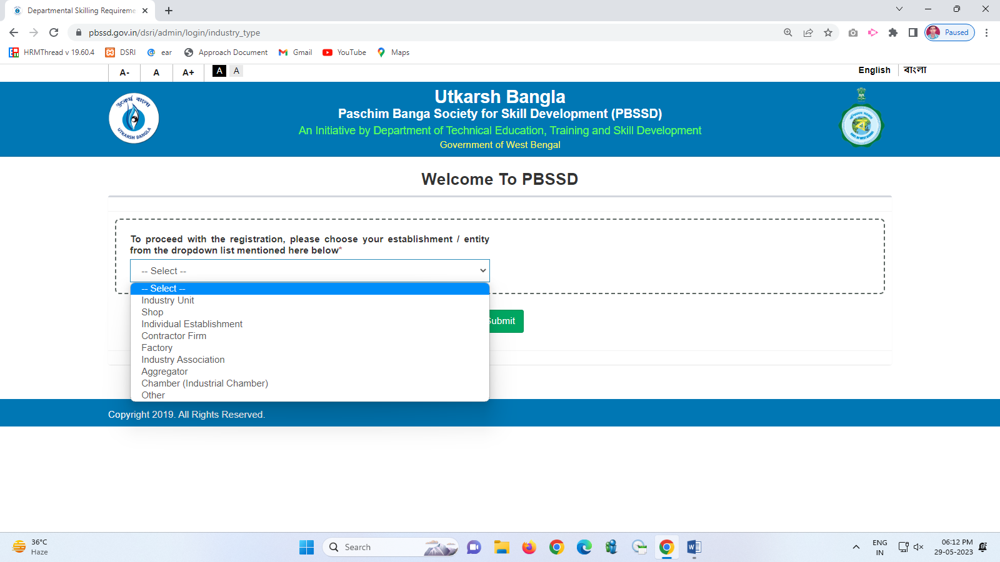 Departmental Skilling Requireme
pbssd.gov.in/dsri/admin/login/industry_type
Paused
HRMThread v 19.60.4
DSRI
ear
Approach Document
Gmail
YouTube
Maps
A-
A
A+
A
A
English
বাংলা
উৎকর্ষ বাংলা
UTKARSH BANGLA
Utkarsh Bangla
Paschim Banga Society for Skill Development (PBSSD)
An Initiative by Department of Technical Education, Training and Skill Development
Government of West Bengal
Welcome To PBSSD
To proceed with the registration, please choose your establishment / entity
from the dropdown list mentioned here below*
-- Select --
-- Select --
Industry Unit
Shop
Individual Establishment
Contractor Firm
Factory
Industry Association
Aggregator
Chamber (Industrial Chamber)
Other
Submit
Copyright 2019. All Rights Reserved.
36°C
Haze
Search
ENG
IN
06:12 PM
29-05-2023